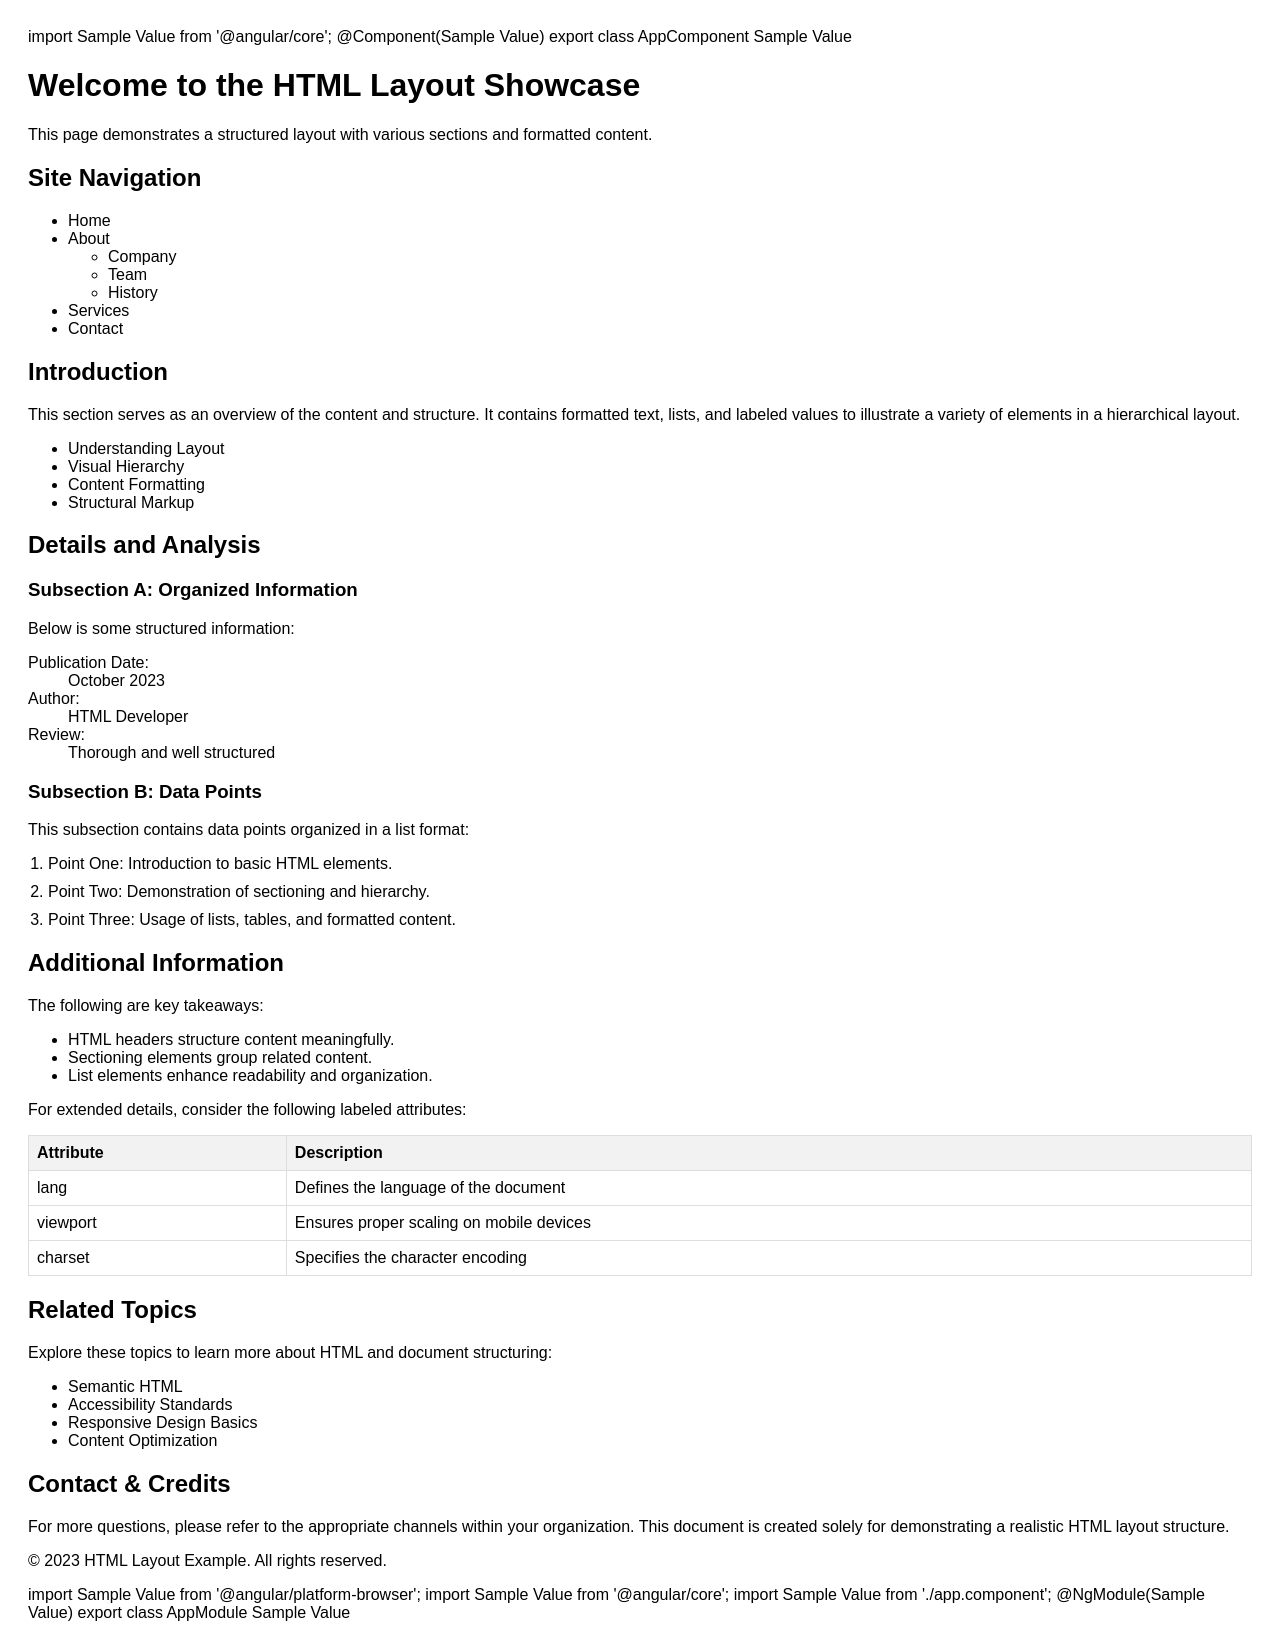 import Sample Value from '@angular/core'; @Component(Sample Value) export class AppComponent Sample Value
Welcome to the HTML Layout Showcase
This page demonstrates a structured layout with various sections and formatted content.
Site Navigation
Home
About
Company
Team
History
Services
Contact
Introduction
This section serves as an overview of the content and structure. It contains formatted text, lists, and labeled values to illustrate a variety of elements in a hierarchical layout.
Understanding Layout
Visual Hierarchy
Content Formatting
Structural Markup
Details and Analysis
Subsection A: Organized Information
Below is some structured information:
Publication Date:
October 2023
Author:
HTML Developer
Review:
Thorough and well structured
Subsection B: Data Points
This subsection contains data points organized in a list format:
1. Point One: Introduction to basic HTML elements.
2. Point Two: Demonstration of sectioning and hierarchy.
3. Point Three: Usage of lists, tables, and formatted content.
Additional Information
The following are key takeaways:
HTML headers structure content meaningfully.
Sectioning elements group related content.
List elements enhance readability and organization.
For extended details, consider the following labeled attributes:
Attribute Description
lang Defines the language of the document
viewport Ensures proper scaling on mobile devices
charset Specifies the character encoding
Related Topics
Explore these topics to learn more about HTML and document structuring:
Semantic HTML
Accessibility Standards
Responsive Design Basics
Content Optimization
Contact & Credits
For more questions, please refer to the appropriate channels within your organization. This document is created solely for demonstrating a realistic HTML layout structure.
© 2023 HTML Layout Example. All rights reserved.
import Sample Value from '@angular/platform-browser'; import Sample Value from '@angular/core'; import Sample Value from './app.component'; @NgModule(Sample
Value) export class AppModule Sample Value